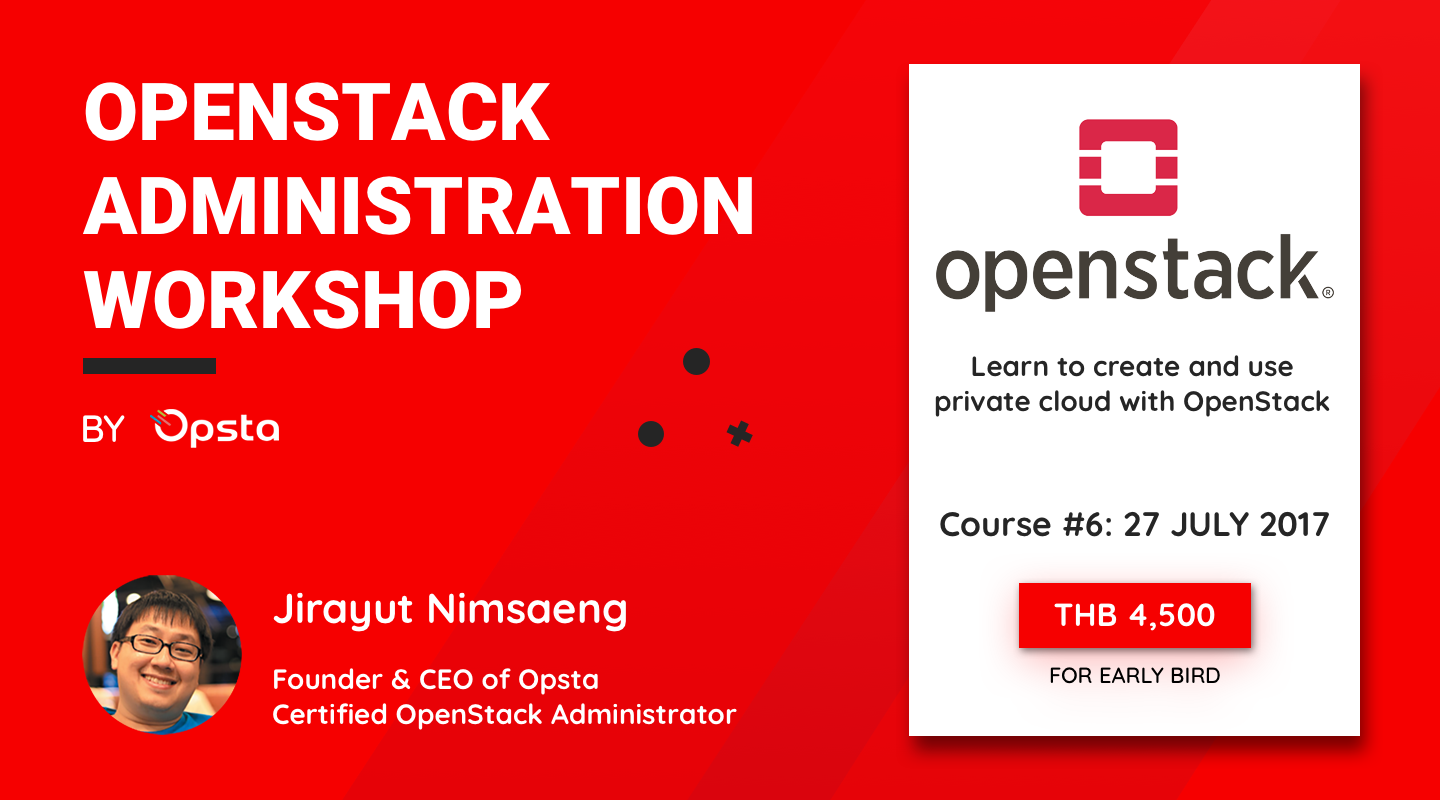 OPENSTACK
ADMINISTRATION
WORKSHOP
BY Opsta
Jirayut Nimsaeng
Founder & CEO of Opsta
Certified OpenStack Administrator
openstack®
Learn to create and use
private cloud with OpenStack
Course #6: 27 JULY 2017
THB 4,500
FOR EARLY BIRD